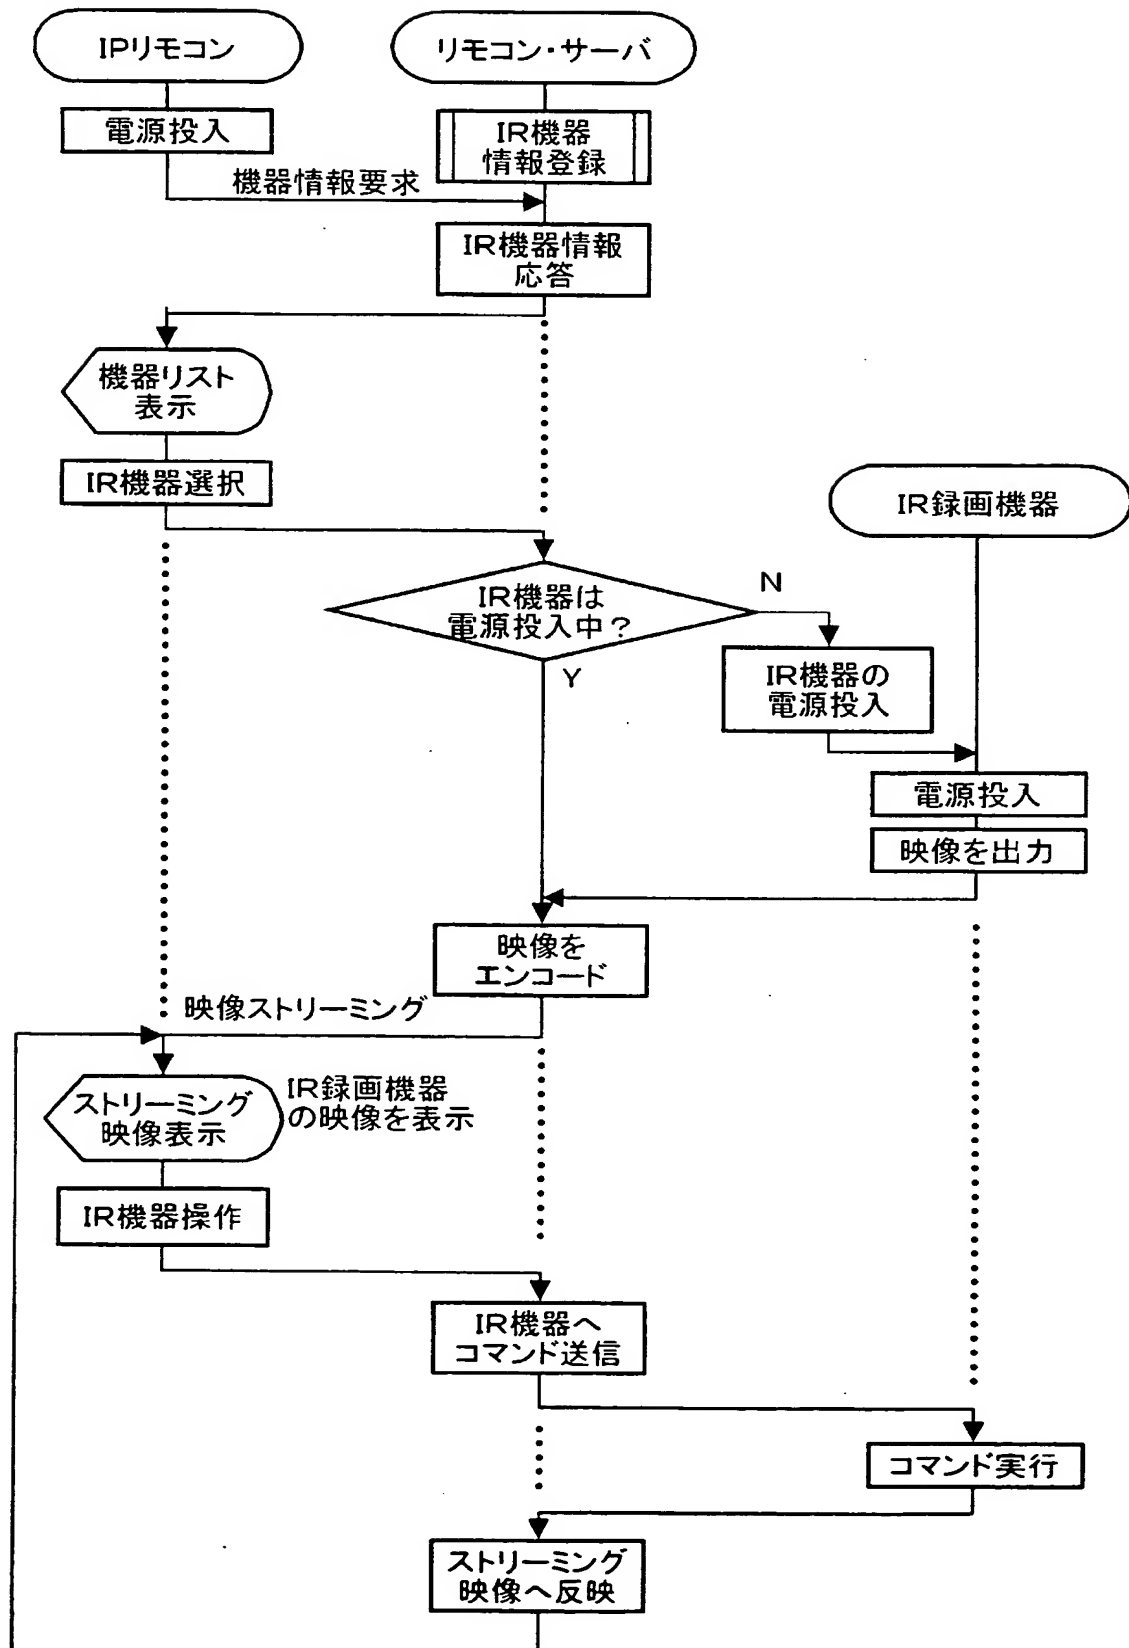 IPリモコン
リモコン・サーバ
電源投入
IR機器
情報登録
機器情報要求
IR機器情報
応答
機器リスト
表示
IR機器選択
IR録画機器
IR機器は
電源投入中？
N
Y
IR機器の
電源投入
電源投入
映像を出力
映像を
エンコード
映像ストリーミング
ストリーミング
映像表示
IR録画機器
の映像を表示
IR機器操作
IR機器へ
コマンド送信
コマンド実行
ストリーミング
映像へ反映